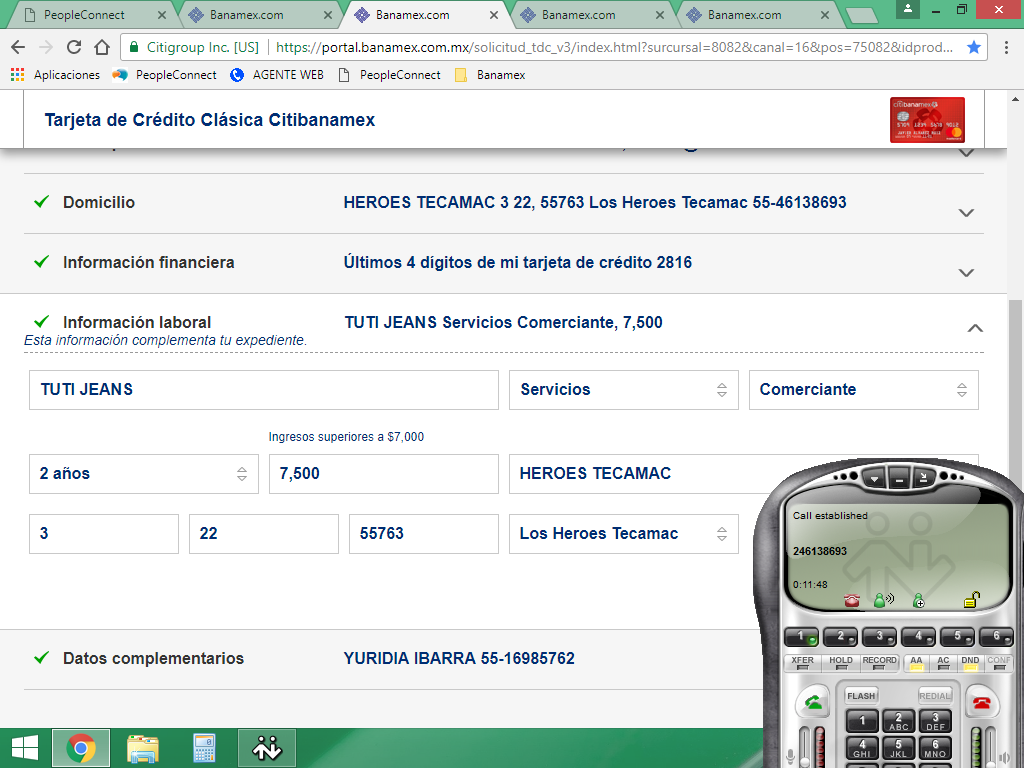 PeopleConnect
Banamex.com
Banamex.com
Banamex.com
Banamex.com
Citigroup Inc. [US]
https://portal.banamex.com.mx/solicitud_tdc_v3/index.html?sursursal=8082&canal=16&pos=75082&idprod...
Aplicaciones
PeopleConnect
AGENTE WEB
PeopleConnect
Banamex
Tarjeta de Crédito Clásica Citibanamex
citibanamex
Domicilio
HEROES TECAMAC 3 22, 55763 Los Heroes Tecamac 55-46138693
Información financiera
Últimos 4 dígitos de mi tarjeta de crédito 2816
Información laboral
TUTI JEANS Servicios Comerciante, 7,500
Esta información complementa tu expediente.
TUTI JEANS
Servicios
Comerciante
Ingresos superiores a $7,000
2 años
7,500
HEROES TECAMAC
3
22
55763
Los Heroes Tecamac
Datos complementarios
YURIDIA IBARRA 55-16985762
Call established
246138693
0:11:48
1
2
3
4
5
6
XFER
HOLD
RECORD
AA
AC
DND
CONF
FLASH
REDIAL
1
2
ABC
3
DEF
4
GHI
5
JKL
6
MNO